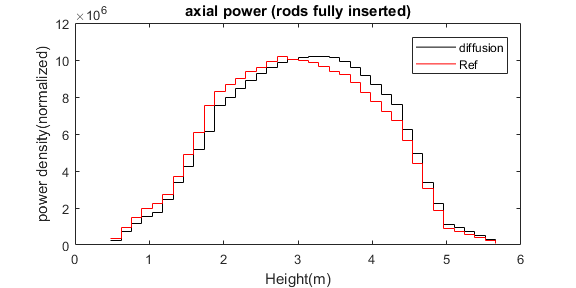 axial power (rods fully inserted)
×10^6
12
10
8
6
4
2
0
power density(normalized)
diffusion
Ref
0 1 2 3 4 5 6
Height(m)